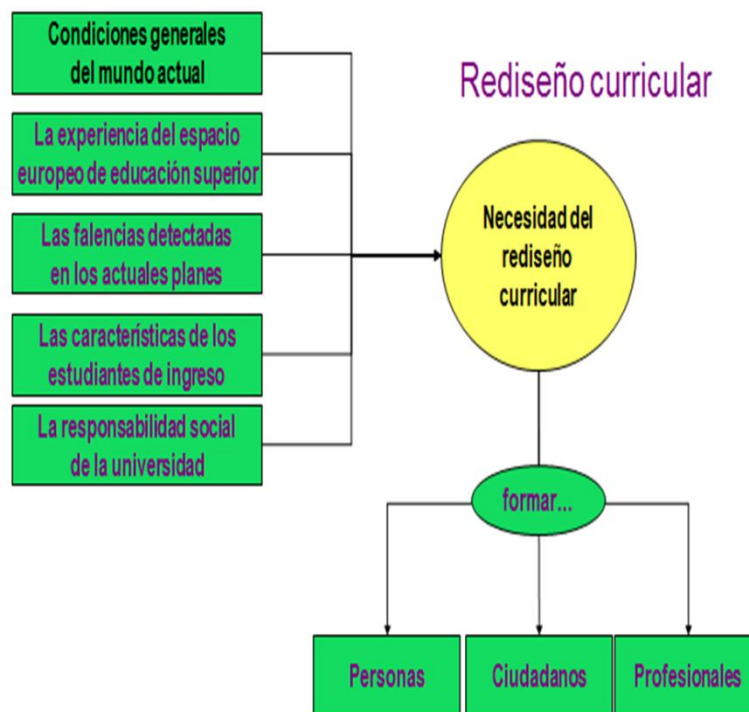 Condiciones generales
del mundo actual
Rediseño curricular
La experiencia del espacio
europeo de educación superior
Las falencias detectadas
en los actuales planes
Necesidad del
rediseño
curricular
Las características de los
estudiantes de ingreso
La responsabilidad social
de la universidad
formar...
Personas
Ciudadanos
Profesionales